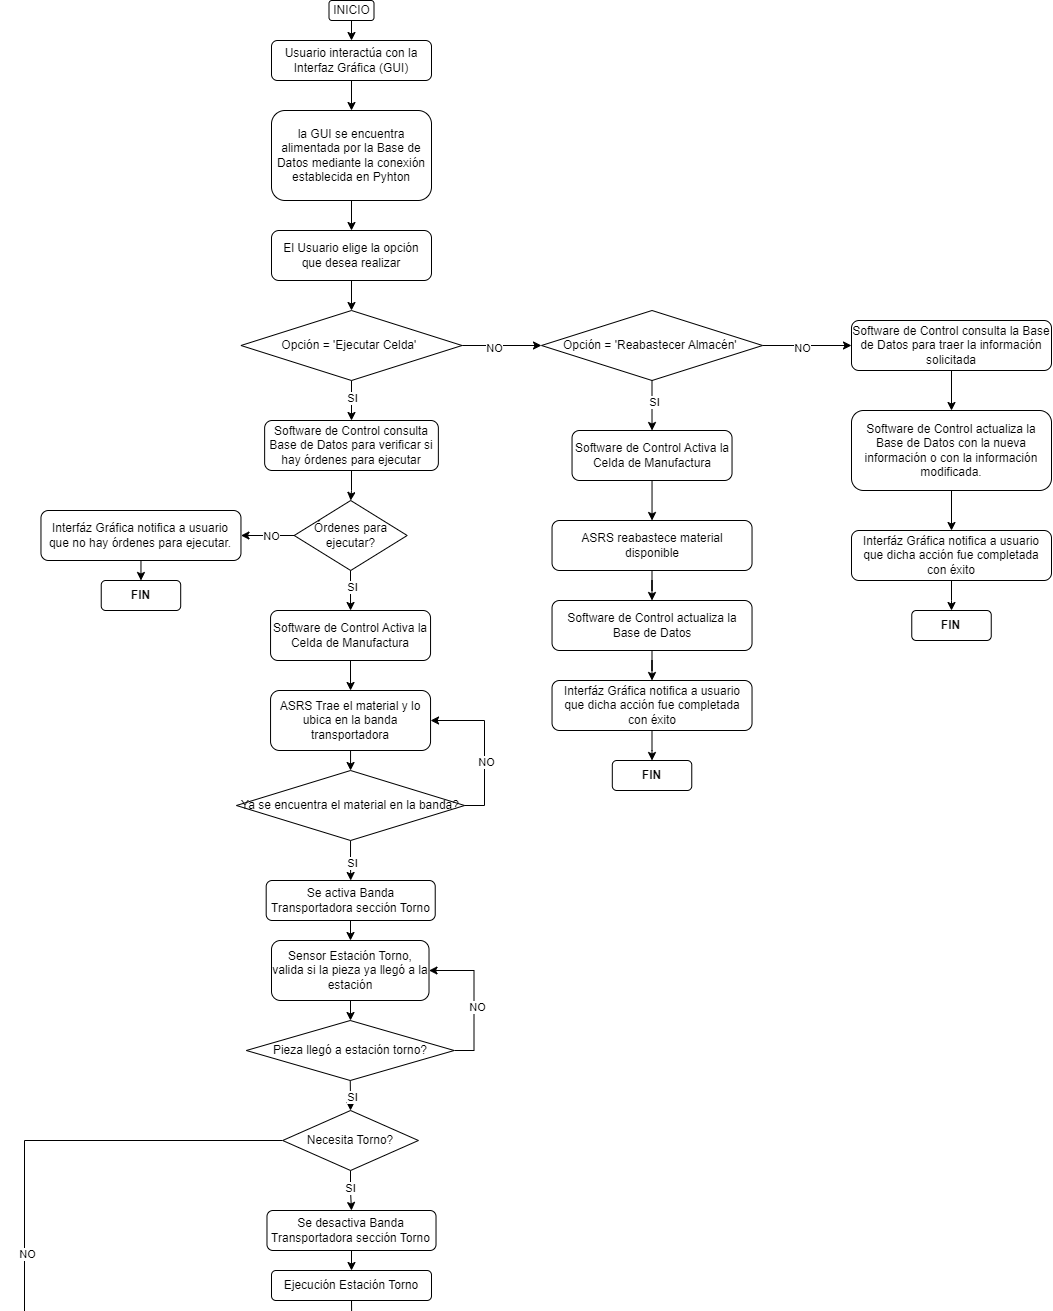 INICIO
Usuario interactúa con la
Interfaz Gráfica (GUI)
la GUI se encuentra
alimentada por la Base de
Datos mediante la conexión
establecida en Pyhton
El Usuario elige la opción
que desea realizar
Opción = 'Ejecutar Celda'
NO
Opción = 'Reabastecer Almacén'
NO
Software de Control consulta la Base
de Datos para traer la información
solicitada
SI
SI
Software de Control consulta
Base de Datos para verificar si
hay órdenes para ejecutar
Software de Control Activa la
Celda de Manufactura
Software de Control actualiza la
Base de Datos con la nueva
información o con la información
modificada.
Interfáz Gráfica notifica a usuario
que no hay órdenes para ejecutar.
NO
Órdenes para
ejecutar?
ASRS reabastece material
disponible
Interfáz Gráfica notifica a usuario
que dicha acción fue completada
con éxito
FIN
SI
Software de Control Activa la
Celda de Manufactura
Software de Control actualiza la
Base de Datos
FIN
ASRS Trae el material y lo
ubica en la banda
transportadora
Interfáz Gráfica notifica a usuario
que dicha acción fue completada
con éxito
NO
FIN
Ya se encuentra el material en la banda?
SI
Se activa Banda
Transportadora sección Torno
Sensor Estación Torno,
valida si la pieza ya llegó a la
estación
NO
Pieza llegó a estación torno?
SI
Necesita Torno?
SI
Se desactiva Banda
Transportadora sección Torno
NO
Ejecución Estación Torno